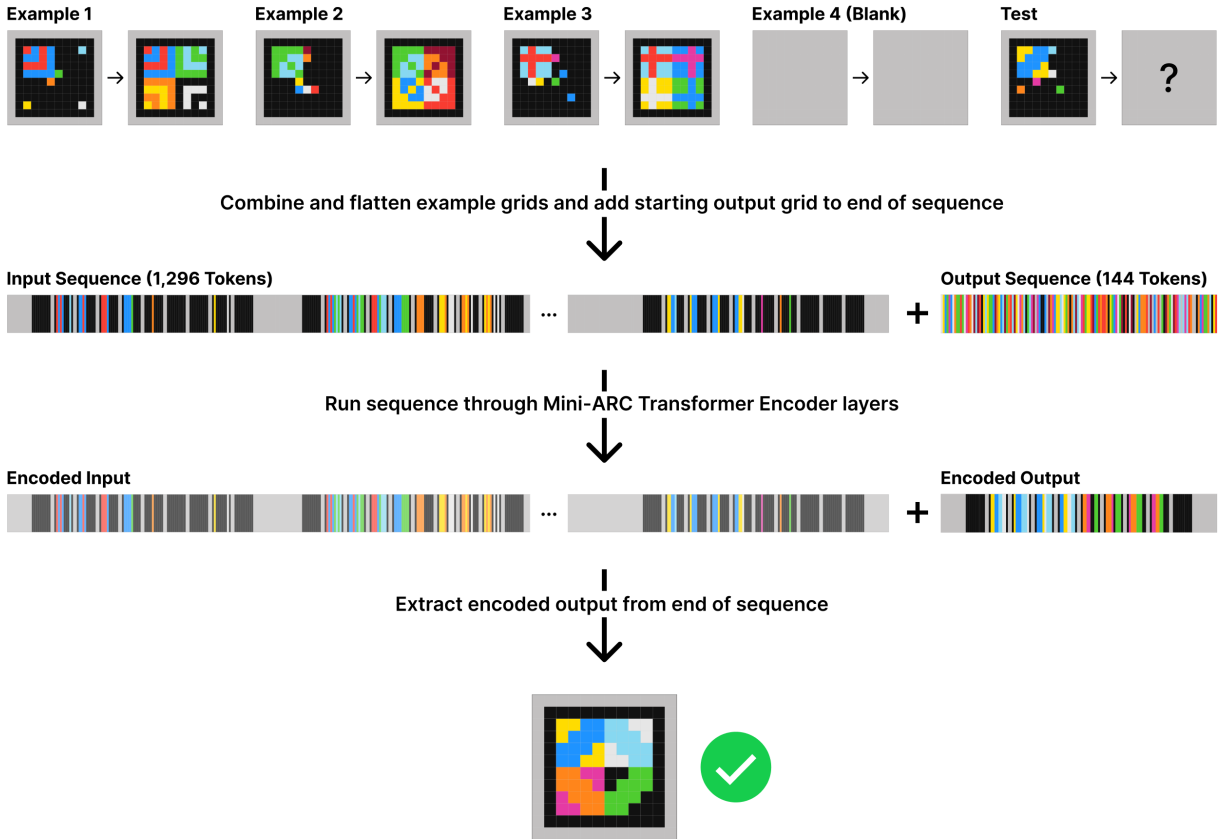 Example 1
Example 2
Example 3
Example 4 (Blank)
Test
?
Combine and flatten example grids and add starting output grid to end of sequence
Input Sequence (1,296 Tokens)
Output Sequence (144 Tokens)
...
+
Run sequence through Mini-ARC Transformer Encoder layers
Encoded Input
Encoded Output
...
+
Extract encoded output from end of sequence